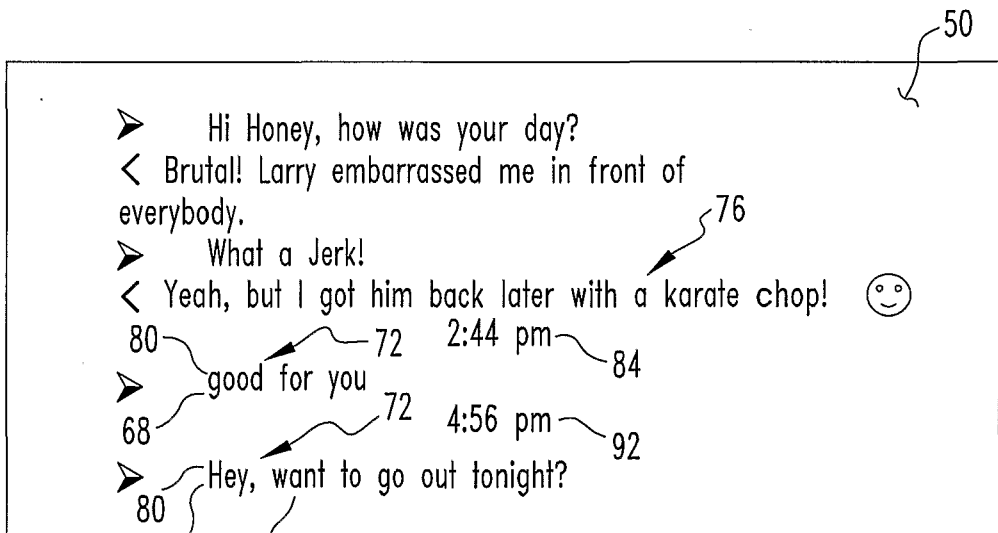 50
➢ Hi Honey, how was your day?
< Brutal! Larry embarrassed me in front of
everybody.
76
➢ What a Jerk!
< Yeah, but I got him back later with a karate chop! ☺
80 72 2:44 pm 84
➢ good for you
68 72 4:56 pm 92
➢ Hey, want to go out tonight?
80